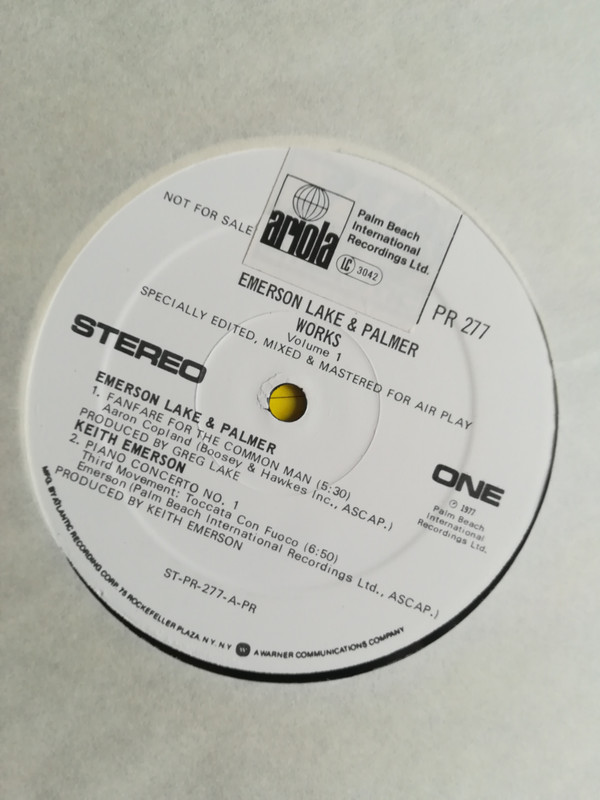 NOT FOR SALE
ariola
Palm Beach
International
Recordings Ltd.
LC 3042
PR 277
EMERSON LAKE & PALMER
WORKS
Volume 1
SPECIALLY EDITED, MIXED & MASTERED FOR AIR PLAY
STEREO
EMERSON LAKE & PALMER
1. FANFARE FOR THE COMMON MAN (5:30)
Aaron Copland (Boosey & Hawkes Inc., ASCAP.)
PRODUCED BY GREG LAKE
KEITH EMERSON
2. PIANO CONCERTO NO. 1
Third Movement: Toccata Con Fuoco (6:50)
Emerson (Palm Beach International Recordings Ltd., ASCAP.)
PRODUCED BY KEITH EMERSON
ONE
℗ 1977
Palm Beach
International
Recordings Ltd.
ST-PR-277-A-PR
MFG. BY ATLANTIC RECORDING CORP. 75 ROCKEFELLER PLAZA, N.Y. N.Y. W A WARNER COMMUNICATIONS COMPANY